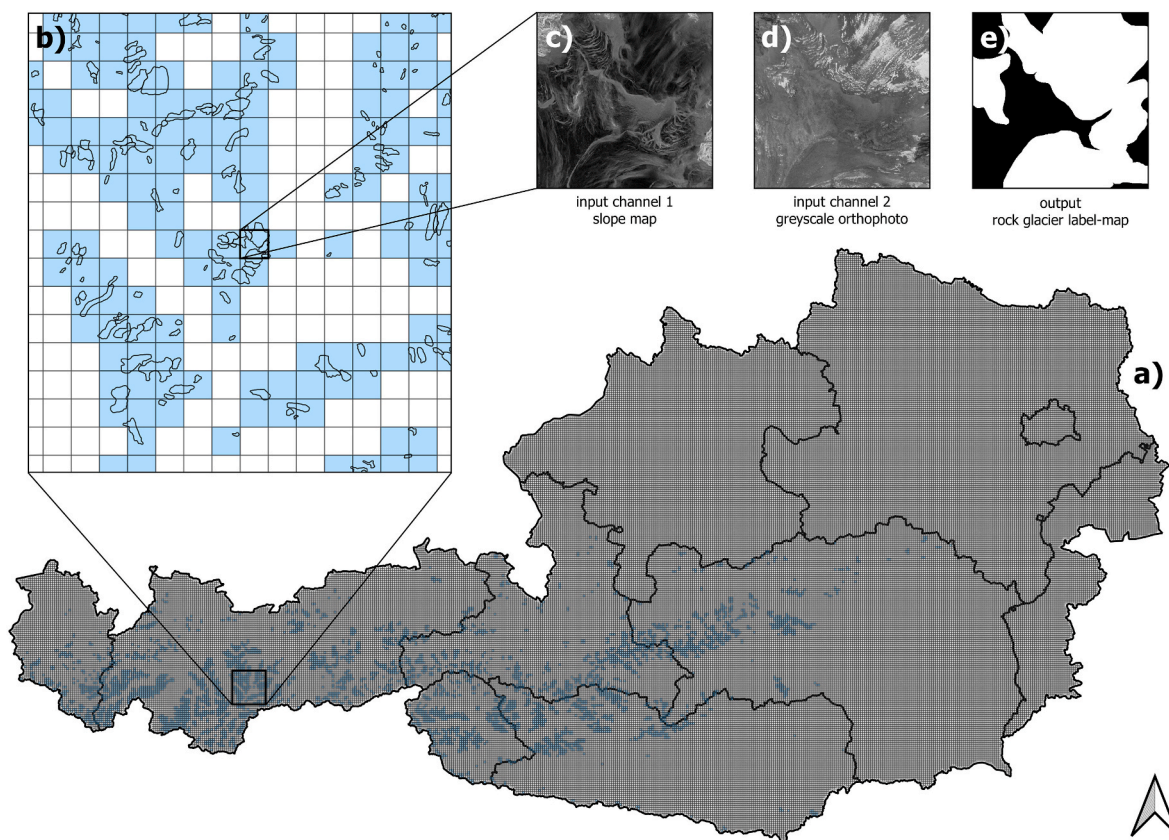 b)
c)
d)
e)
input channel 1
slope map
input channel 2
greyscale orthophoto
output
rock glacier label-map
a)